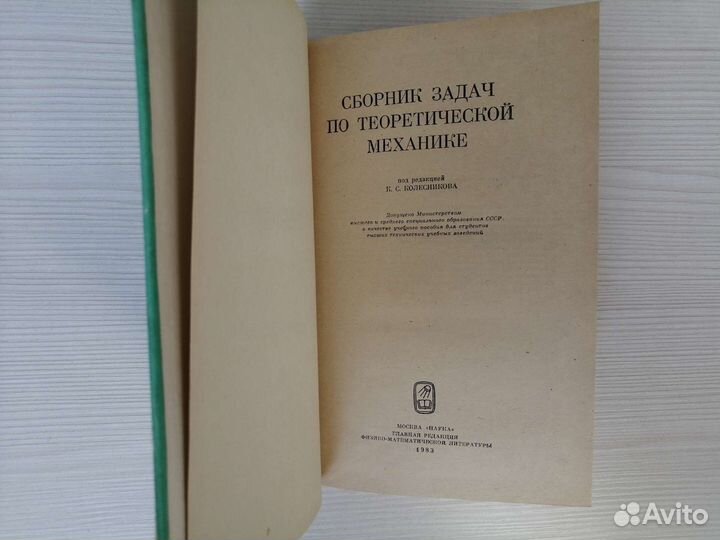 СБОРНИК ЗАДАЧ
ПО ТЕОРЕТИЧЕСКОЙ
МЕХАНИКЕ
под редакцией
К. С. КОЛЕСНИКОВА
Допущено Министерством
высшего и среднего специального образования СССР
в качестве учебного пособия для студентов
высших технических учебных заведений
МОСКВА «НАУКА»
ГЛАВНАЯ РЕДАКЦИЯ
ФИЗИКО-МАТЕМАТИЧЕСКОЙ ЛИТЕРАТУРЫ
1983
Avito